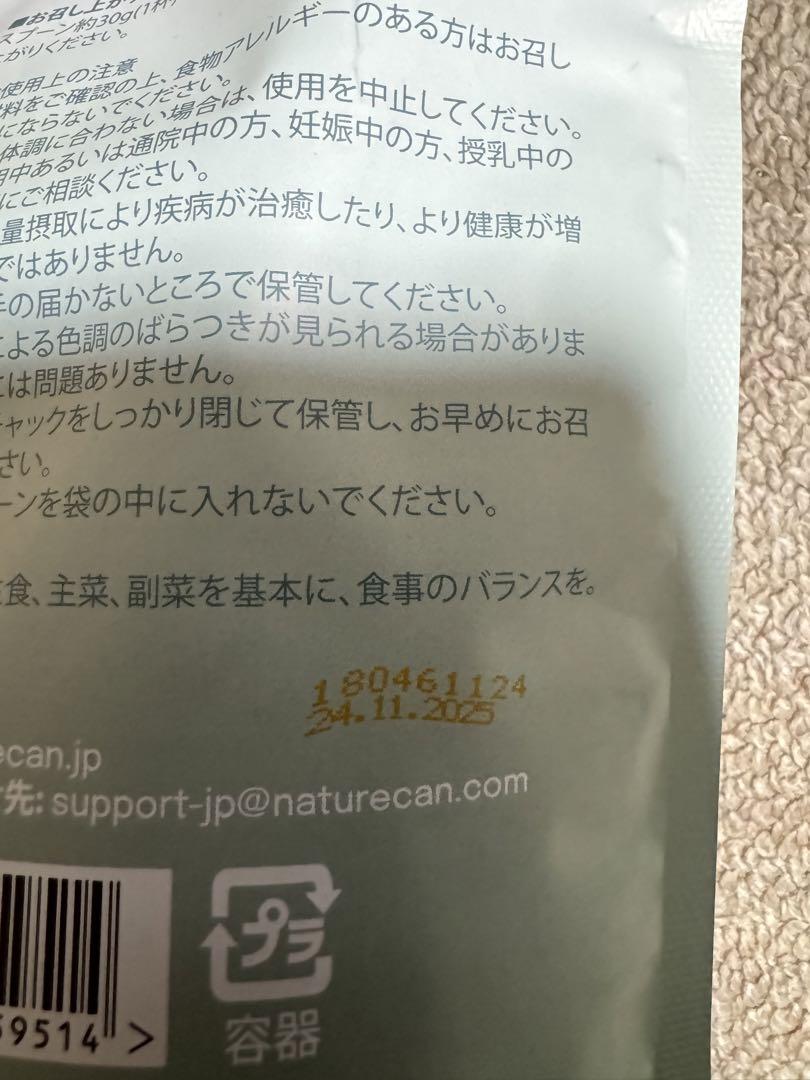 ■お召し上がり
スプーン約30g(1杯)
がりください。
使用上の注意
料をご確認の上、食物アレルギーのある方はお召し
にならないでください。
体調に合わない場合は、使用を中止してください。
用中あるいは通院中の方、妊娠中の方、授乳中の
にご相談ください。
量摂取により疾病が治癒したり、より健康が増
ではありません。
手の届かないところで保管してください。
による色調のばらつきが見られる場合がありま
には問題ありません。
チャックをしっかり閉じて保管し、お早めにお召
さい。
ーンを袋の中に入れないでください。
食、主菜、副菜を基本に、食事のバランスを。
180461124
24.11.2025
ecan.jp
先: support-jp@naturecan.com
59514 >
プラ
容器